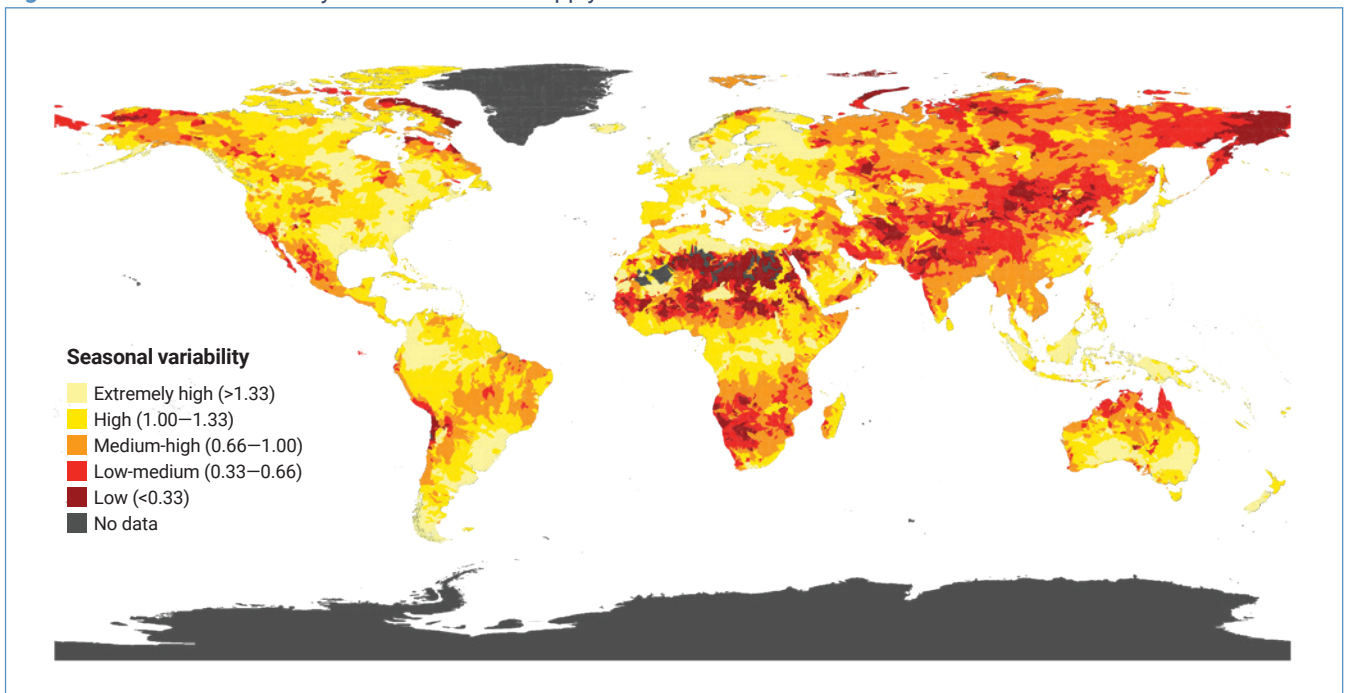 Seasonal variability
Extremely high (>1.33)
High (1.00—1.33)
Medium-high (0.66—1.00)
Low-medium (0.33—0.66)
Low (<0.33)
No data